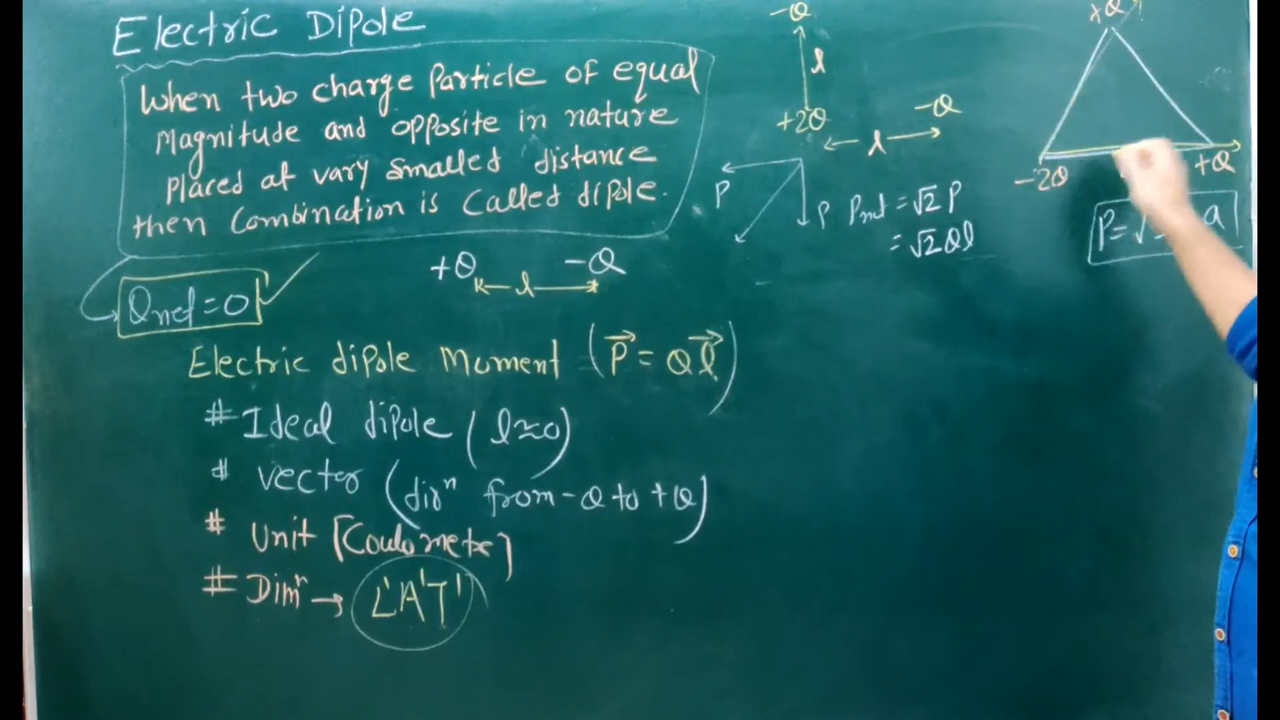 Electric Dipole
When two charge Particle of equal
Magnitude and opposite in nature
placed at vary smalled distance
then Combination is Called dipole.
Qnet = 0
+Q ← l → -Q
Electric dipole Moment (P⃗ = Q l⃗)
# Ideal dipole (l≈0)
# vector (dirⁿ from -Q to +Q)
# Unit
# Dimⁿ → L¹A¹T¹
-Q
l
+2Q
← l →
-Q
P
P
Pnet = √2 P
= √2 Ql
+Q
-2Q
+Q
P = √ a